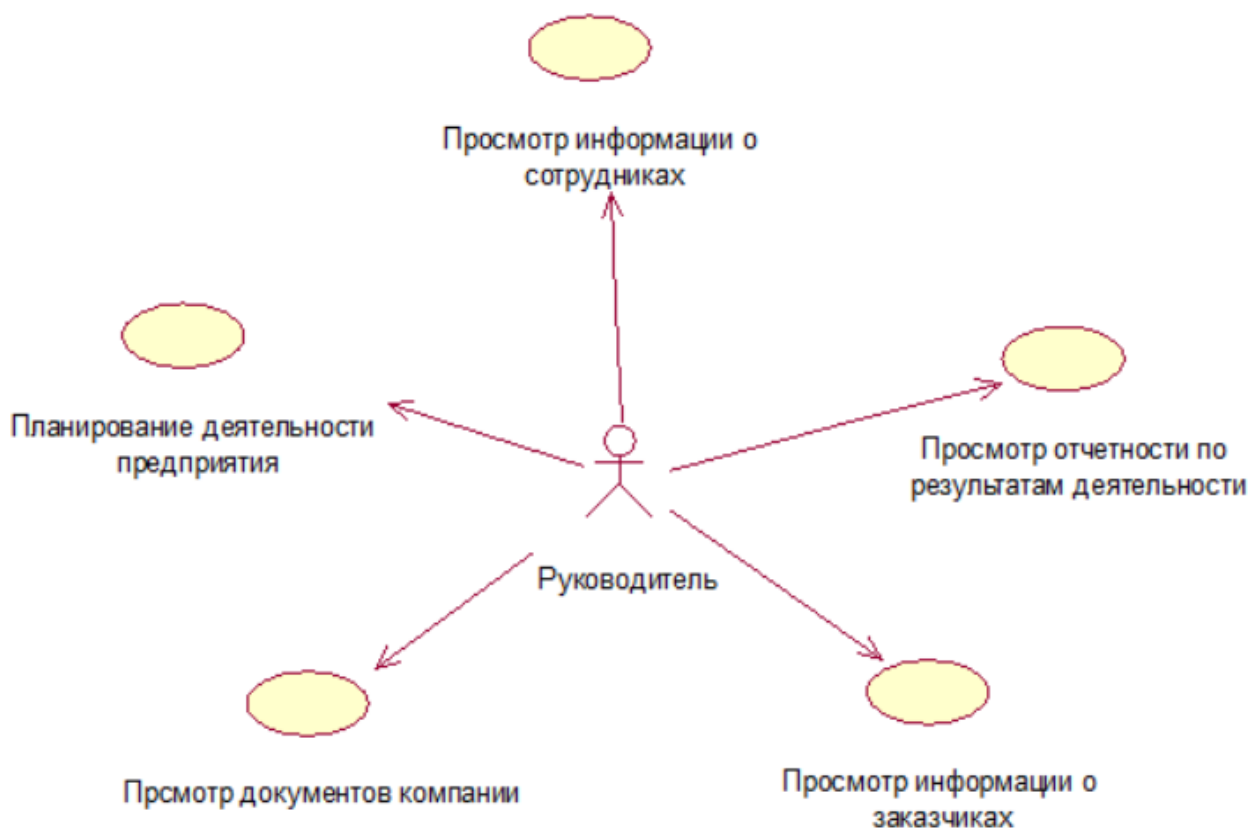 Просмотр информации о
сотрудниках
Планирование деятельности
предприятия
Просмотр отчетности по
результатам деятельности
Руководитель
Прсмотр документов компании
Просмотр информации о
заказчиках